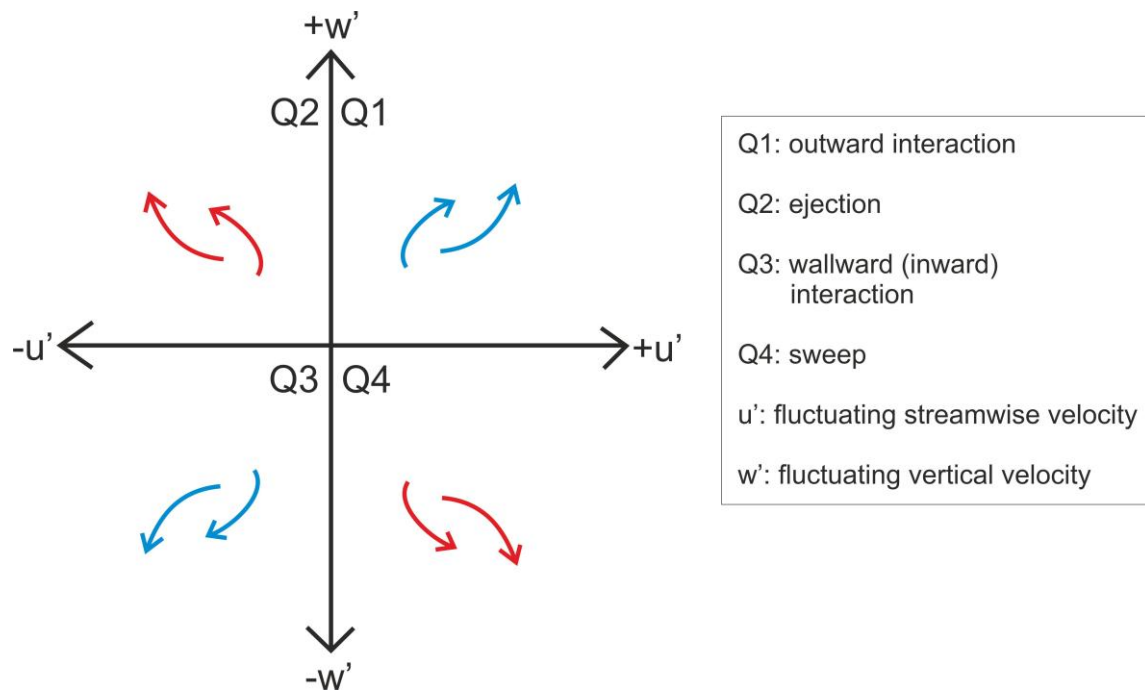 +w’
Q2 Q1
-u’ +u’
Q3 Q4
-w’
Q1: outward interaction
Q2: ejection
Q3: wallward (inward)
interaction
Q4: sweep
u’: fluctuating streamwise velocity
w’: fluctuating vertical velocity